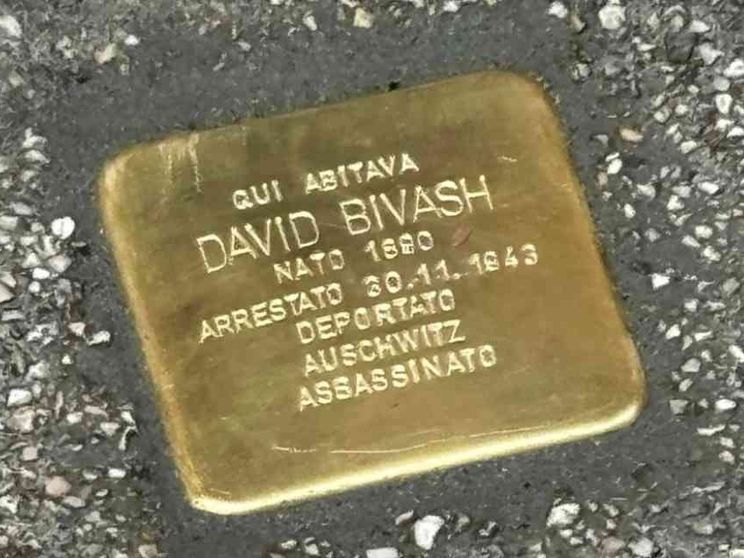 QUI ABITAVA
DAVID BIVASH
NATO 1880
ARRESTATO 30.11.1943
DEPORTATO
AUSCHWITZ
ASSASSINATO